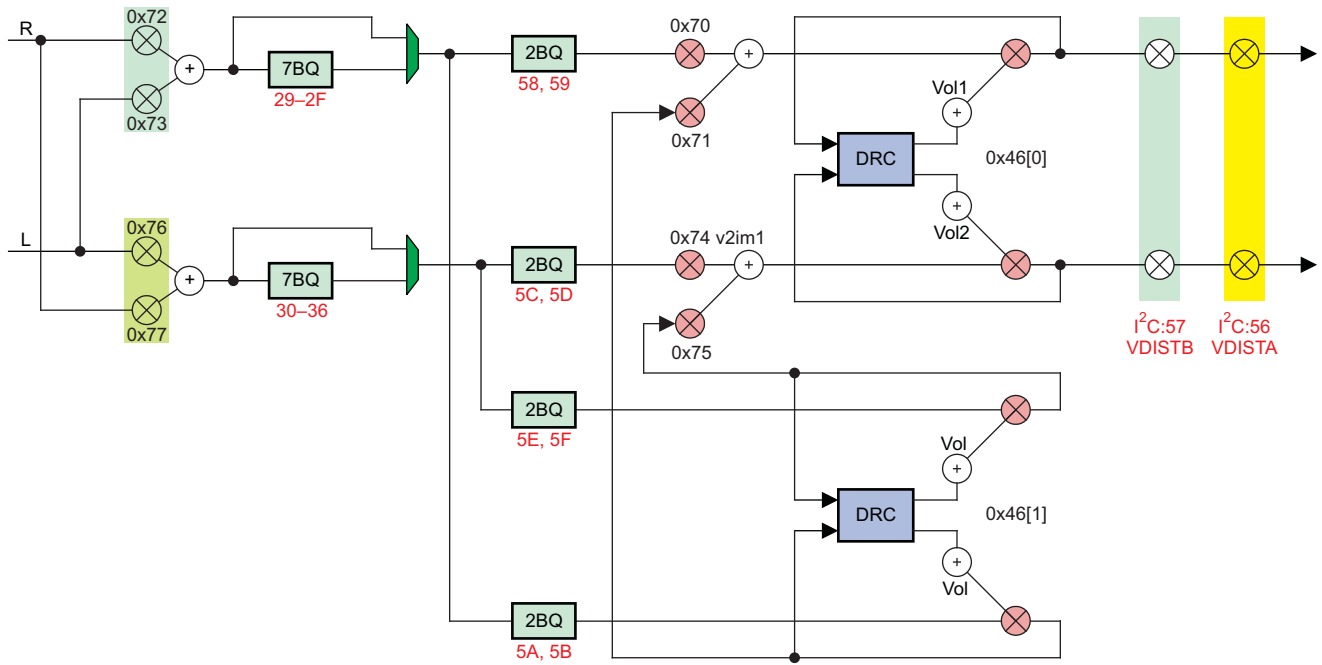 R
0x72
0x73
7BQ
29–2F
2BQ
58, 59
0x70
0x71
Vol1
DRC
0x46[0]
Vol2
L
0x76
0x77
7BQ
30–36
2BQ
5C, 5D
0x74 v2im1
0x75
I²C:57
VDISTB
I²C:56
VDISTA
2BQ
5E, 5F
Vol
DRC
0x46[1]
Vol
2BQ
5A, 5B